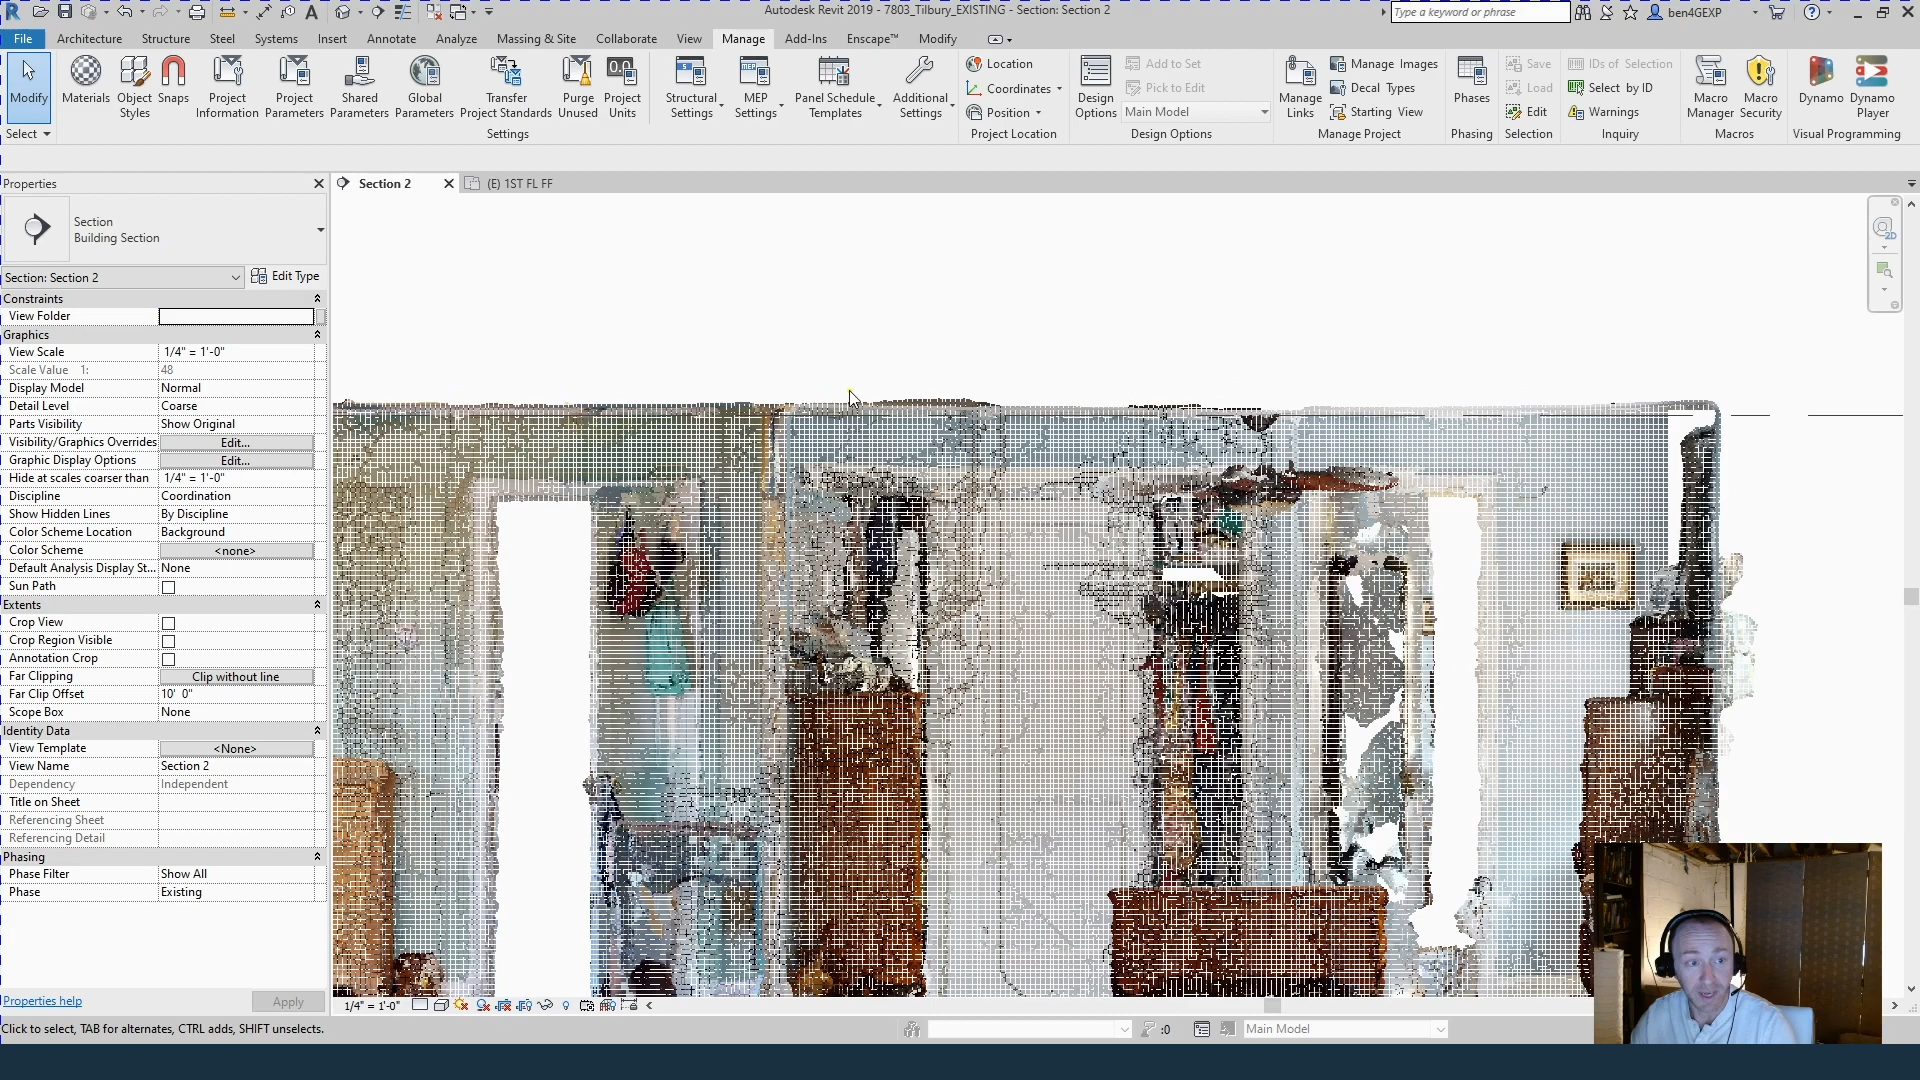 Autodesk Revit 2019 - 7803_Tilbury_EXISTING - Section: Section 2
Type a keyword or phrase
ben4GEXP
File Architecture Structure Steel Systems Insert Annotate Analyze Massing & Site Collaborate View Manage Add-Ins Enscape™ Modify
Modify
Select
Materials
Object Styles
Snaps
Project Information
Project Parameters
Shared Parameters
Global Parameters
Transfer Project Standards
Purge Unused
Project Units
Settings
Structural Settings
MEP Settings
Panel Schedule Templates
Additional Settings
Location
Coordinates
Position
Project Location
Design Options
Add to Set
Pick to Edit
Main Model
Design Options
Manage Links
Manage Images
Decal Types
Starting View
Manage Project
Phases
Phasing
Save
Load
Edit
Selection
IDs of Selection
Select by ID
Warnings
Inquiry
Macro Manager
Macro Security
Macros
Dynamo
Dynamo Player
Visual Programming
Properties
Section 2
(E) 1ST FL FF
Section
Building Section
Section: Section 2
Edit Type
Constraints
View Folder
Graphics
View Scale 1/4" = 1'-0"
Scale Value 1: 48
Display Model Normal
Detail Level Coarse
Parts Visibility Show Original
Visibility/Graphics Overrides Edit...
Graphic Display Options Edit...
Hide at scales coarser than 1/4" = 1'-0"
Discipline Coordination
Show Hidden Lines By Discipline
Color Scheme Location Background
Color Scheme <none>
Default Analysis Display St... None
Sun Path
Extents
Crop View
Crop Region Visible
Annotation Crop
Far Clipping Clip without line
Far Clip Offset 10' 0"
Scope Box None
Identity Data
View Template <None>
View Name Section 2
Dependency Independent
Title on Sheet
Referencing Sheet
Referencing Detail
Phasing
Phase Filter Show All
Phase Existing
Properties help
Apply
1/4" = 1'-0"
Click to select, TAB for alternates, CTRL adds, SHIFT unselects.
:0
Main Model